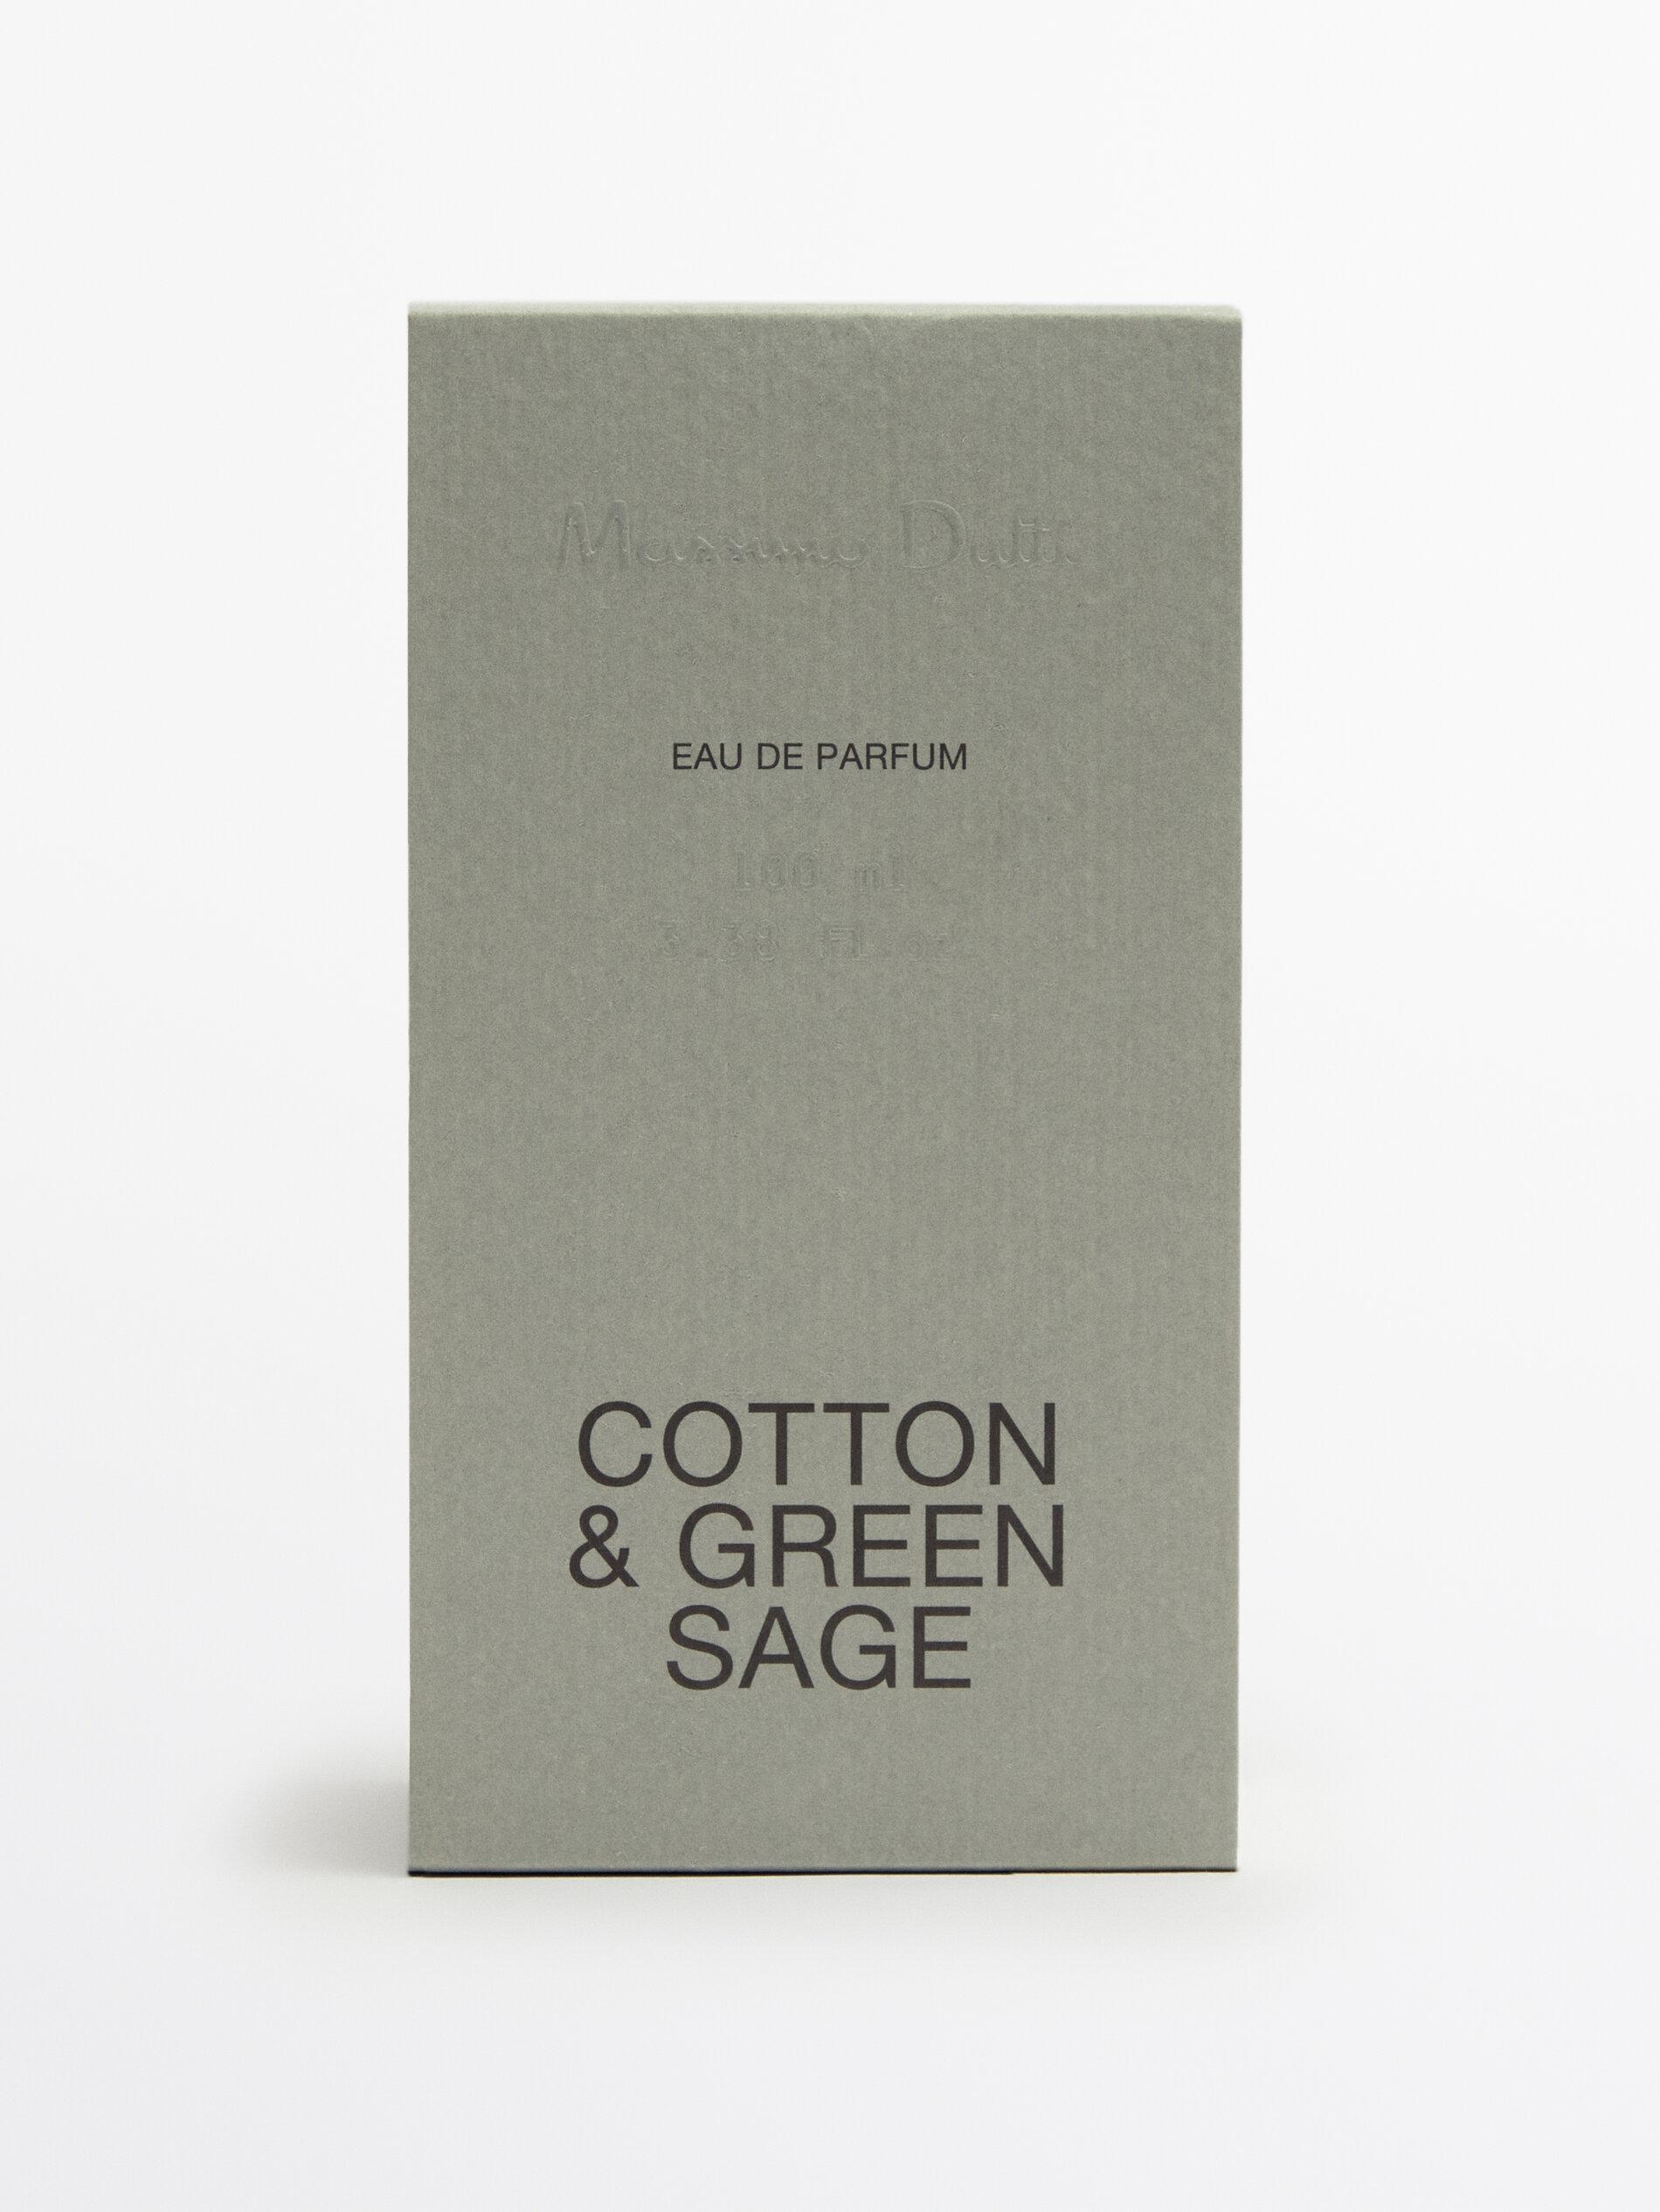 Massimo Dutti
EAU DE PARFUM
100 ml
3.38 Fl.oz.
COTTON
& GREEN
SAGE